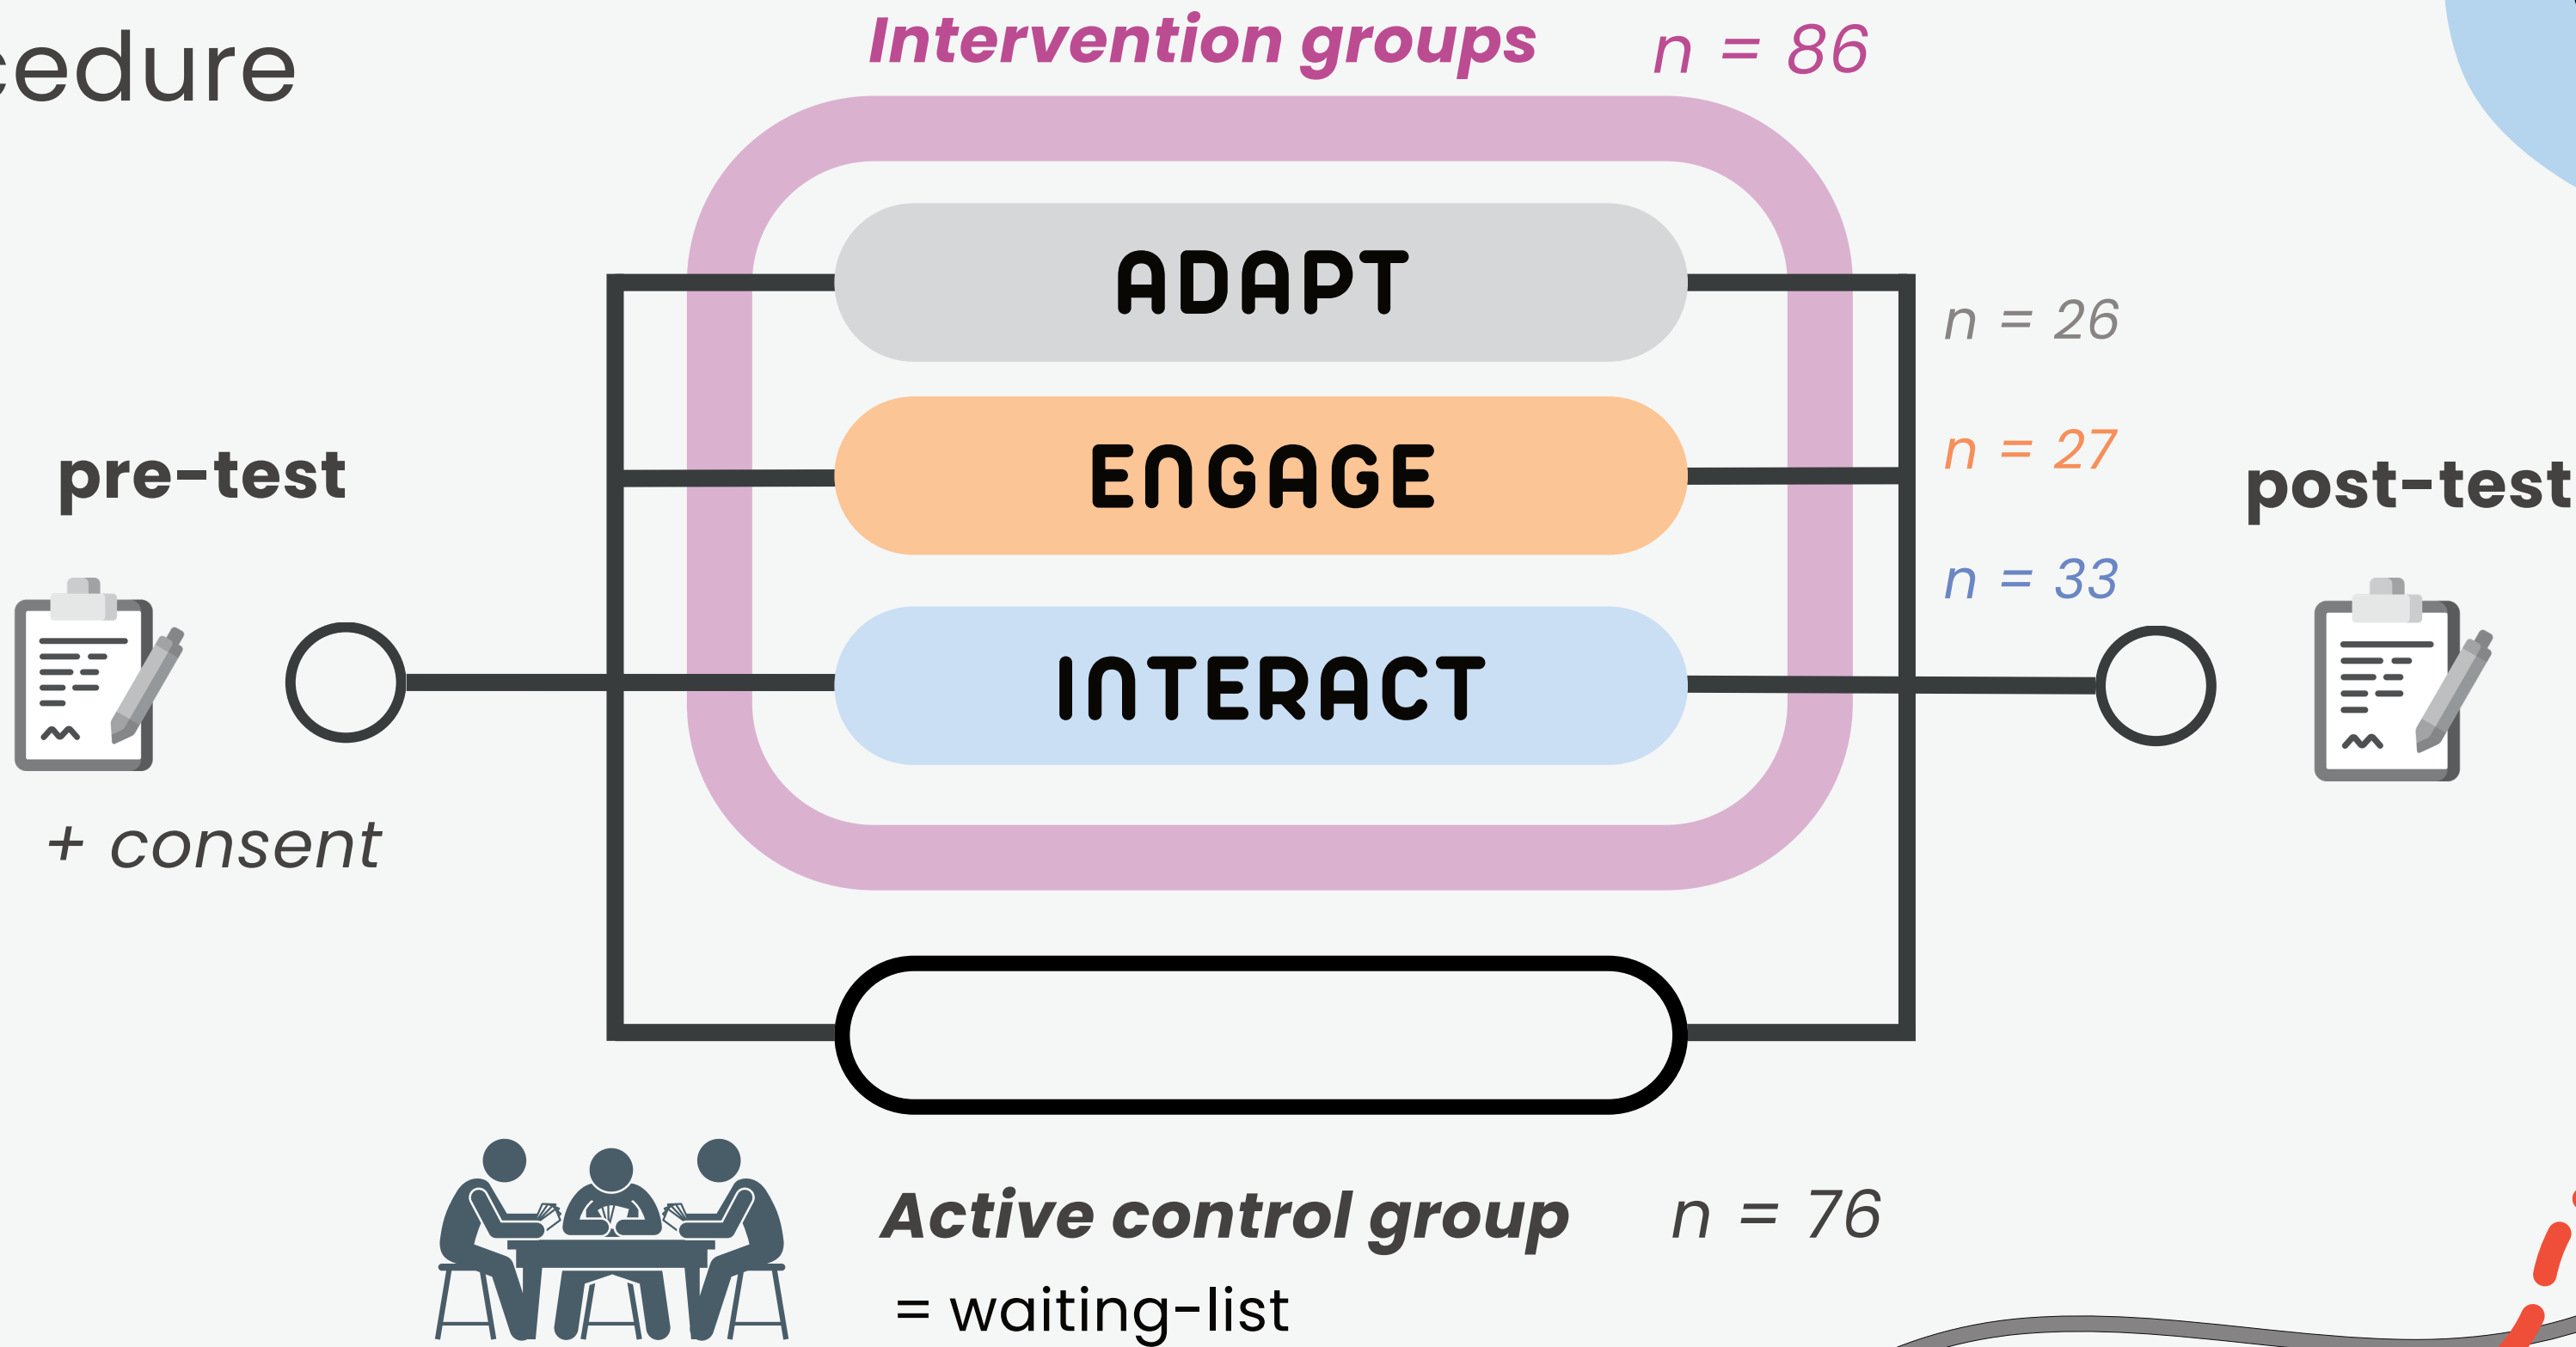 cedure
Intervention groups n = 86
ADAPT
n = 26
ENGAGE
n = 27
pre-test
post-test
n = 33
INTERACT
+ consent
Active control group n = 76
= waiting-list